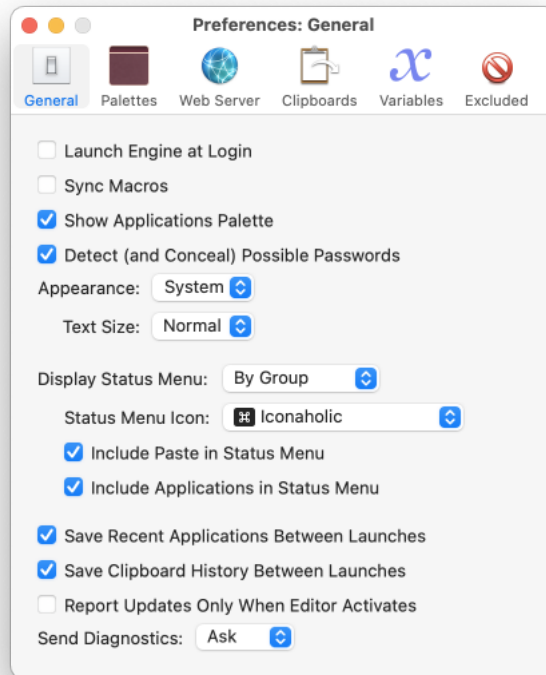 Preferences: General
General Palettes Web Server Clipboards Variables Excluded
Launch Engine at Login
Sync Macros
Show Applications Palette
Detect (and Conceal) Possible Passwords
Appearance: System
Text Size: Normal
Display Status Menu: By Group
Status Menu Icon: ⌘ Iconaholic
Include Paste in Status Menu
Include Applications in Status Menu
Save Recent Applications Between Launches
Save Clipboard History Between Launches
Report Updates Only When Editor Activates
Send Diagnostics: Ask